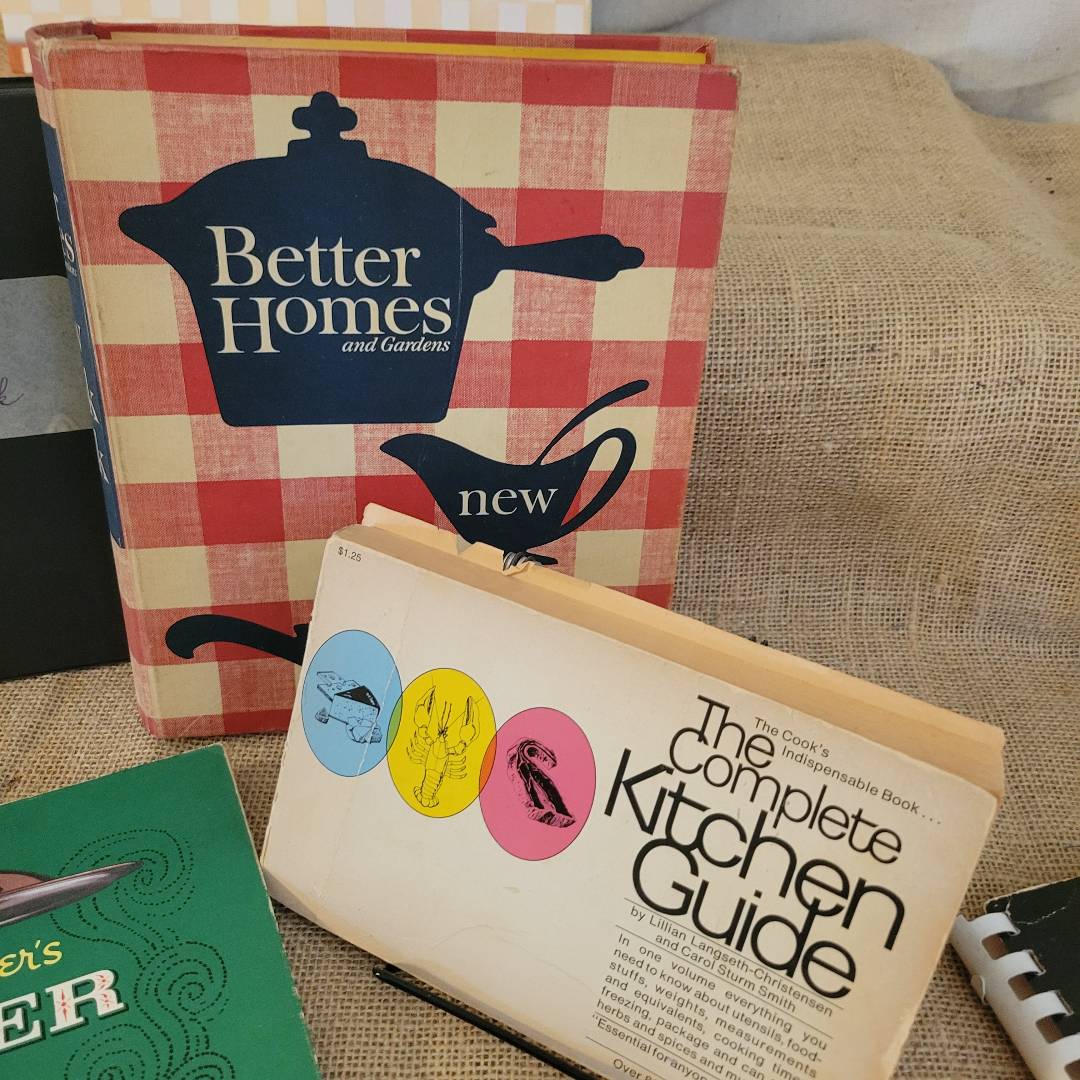 Better
Homes
and Gardens
new
$1.25
The Cook's
Indispensable Book...
The
Complete
Kitchen
Guide
by Lillian Langseth-Christensen
and Carol Sturm Smith
In one volume everything you
need to know about utensils, food-
stuffs, weights, measurements
and equivalents, cooking time,
freezing, package and can
herbs and spices and
"Essential for
Over
er's
ER
k